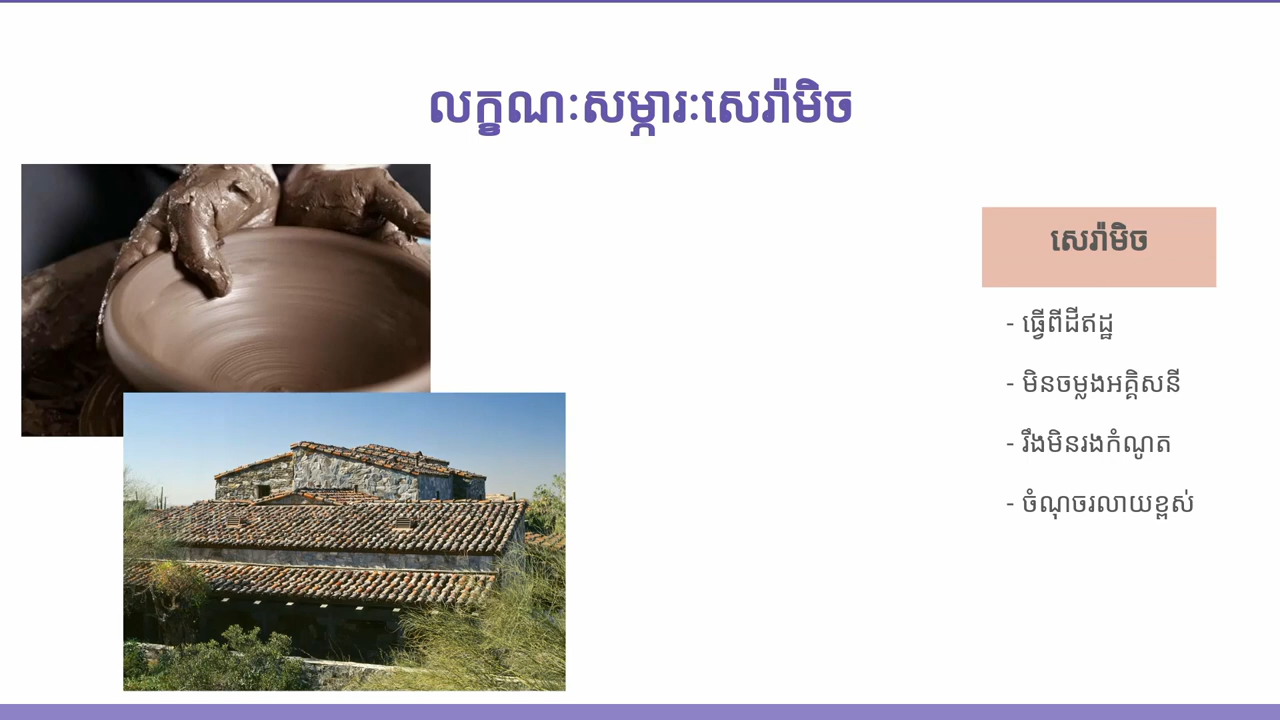 លក្ខណៈសម្ភារៈសេរ៉ាមិច
សេរ៉ាមិច
- ធ្វើពីដីឥដ្ឋ
- មិនចម្លងអគ្គិសនី
- រឹងមិនរងកំណូត
- ចំណុចរលាយខ្ពស់